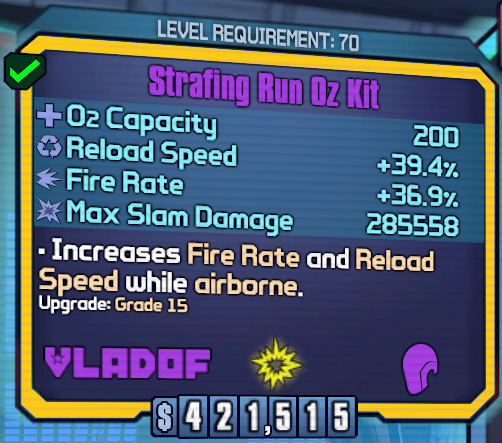 LEVEL REQUIREMENT: 70
Strafing Run Oz Kit
O2 Capacity 200
Reload Speed +39.4%
Fire Rate +36.9%
Max Slam Damage 285558
• Increases Fire Rate and Reload
Speed while airborne.
Upgrade: Grade 15
VLADOF
$421,515